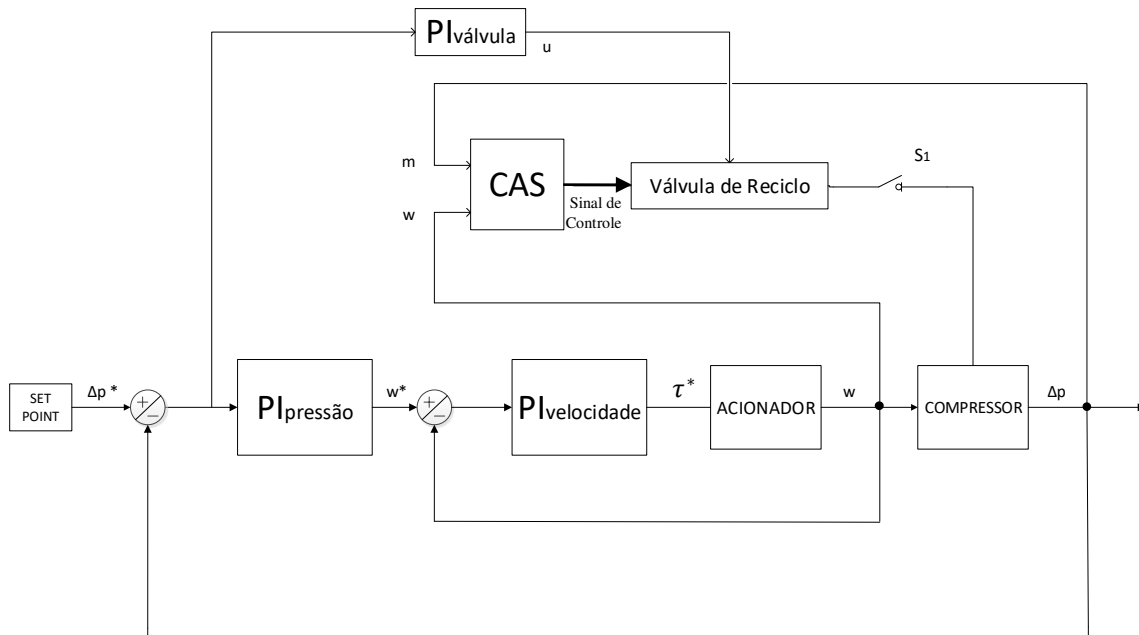 PIválvula
u
m
w
CAS
Sinal de
Controle
Válvula de Reciclo
S1
SET
POINT
Δp *
+
−
PIpressão
w*
+
−
PIvelocidade
τ*
ACIONADOR
w
COMPRESSOR
Δp